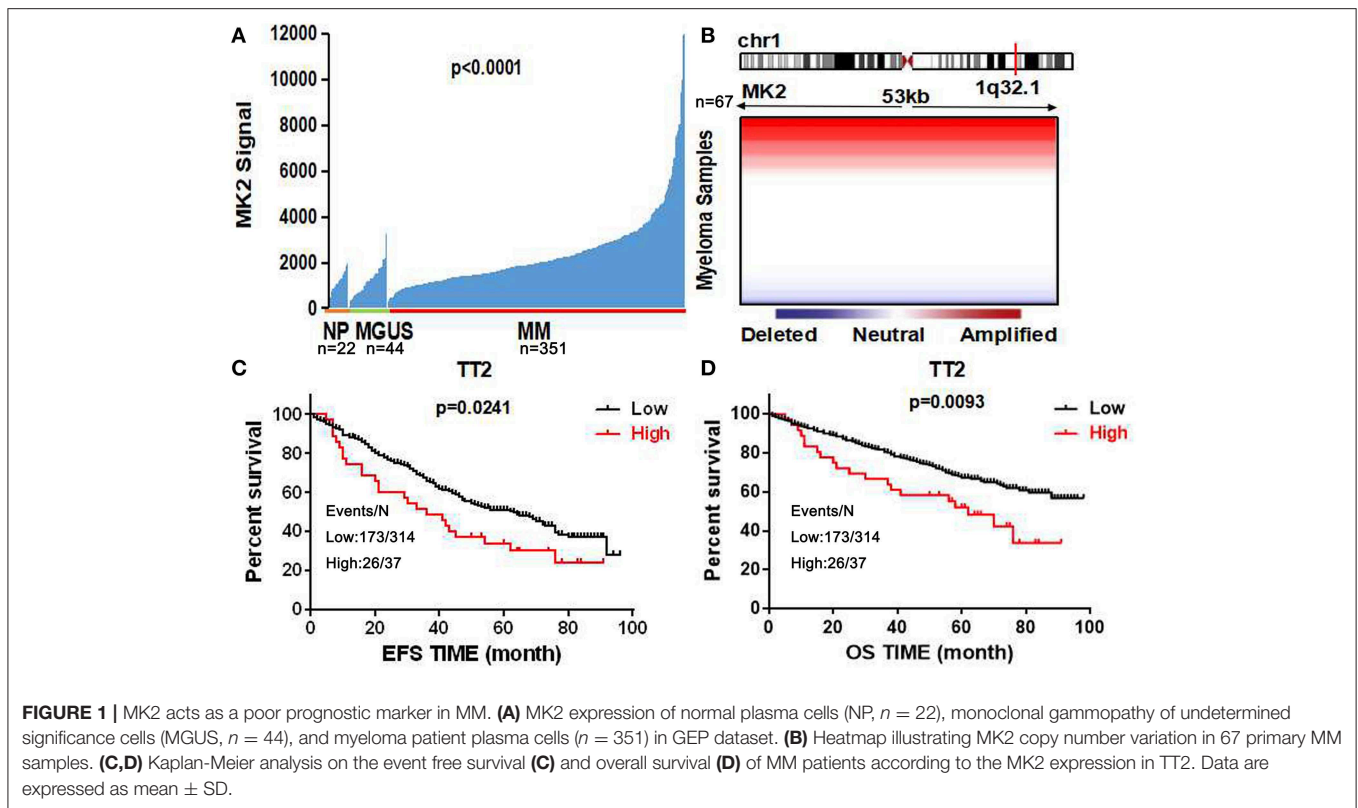 A
MK2 Signal
12000
10000
8000
6000
4000
2000
0
p<0.0001
NP MGUS MM
n=22 n=44 n=351
B
chr1
1q32.1
n=67
MK2
53kb
Myeloma Samples
Deleted Neutral Amplified
C
TT2
p=0.0241
Low
High
Percent survival
100
80
60
40
20
0
Events/N
Low:173/314
High:26/37
0 20 40 60 80 100
EFS TIME (month)
D
TT2
p=0.0093
Low
High
Percent survival
100
80
60
40
20
0
Events/N
Low:173/314
High:26/37
0 20 40 60 80 100
OS TIME (month)
FIGURE 1 | MK2 acts as a poor prognostic marker in MM. (A) MK2 expression of normal plasma cells (NP, n = 22), monoclonal gammopathy of undetermined
significance cells (MGUS, n = 44), and myeloma patient plasma cells (n = 351) in GEP dataset. (B) Heatmap illustrating MK2 copy number variation in 67 primary MM
samples. (C,D) Kaplan-Meier analysis on the event free survival (C) and overall survival (D) of MM patients according to the MK2 expression in TT2. Data are
expressed as mean ± SD.